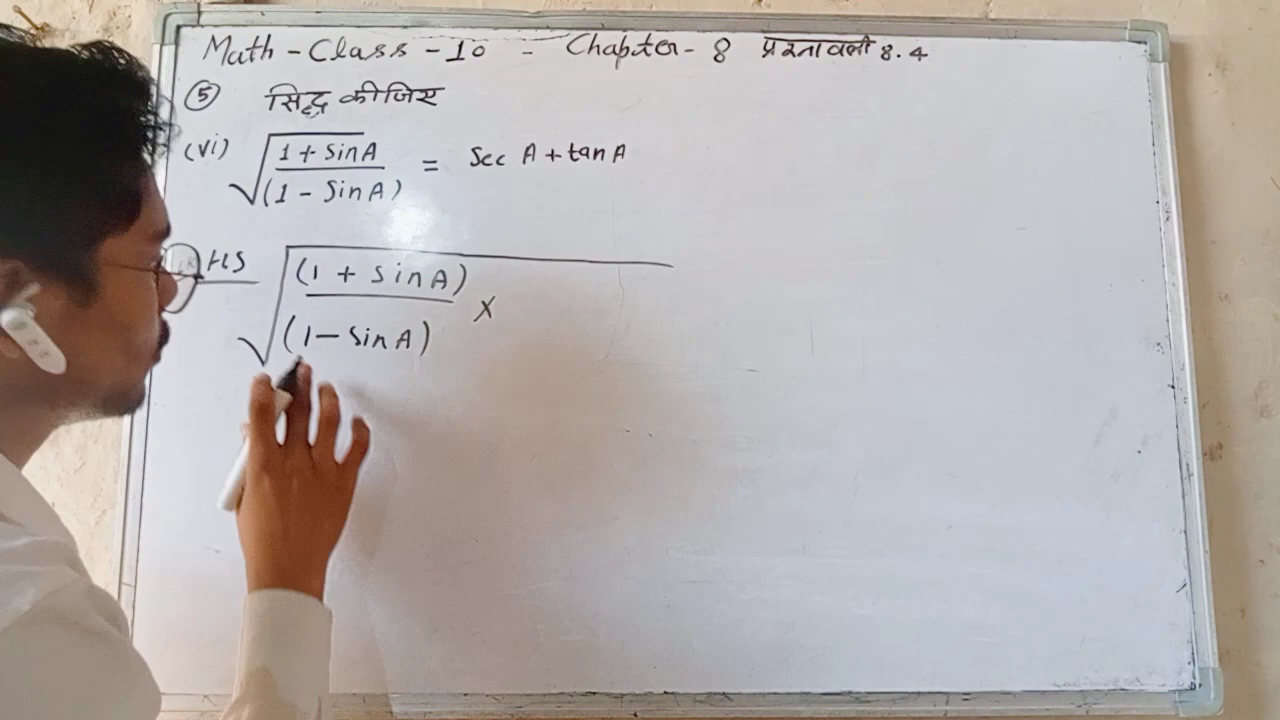 Math - Class - 10 - Chapter - 8 प्रश्नावली 8.4
⑤ सिद्ध कीजिए
(vi) √((1 + sinA)/(1 - sinA)) = Sec A + tan A
HS √((1 + sinA)/(1 - sinA) ×